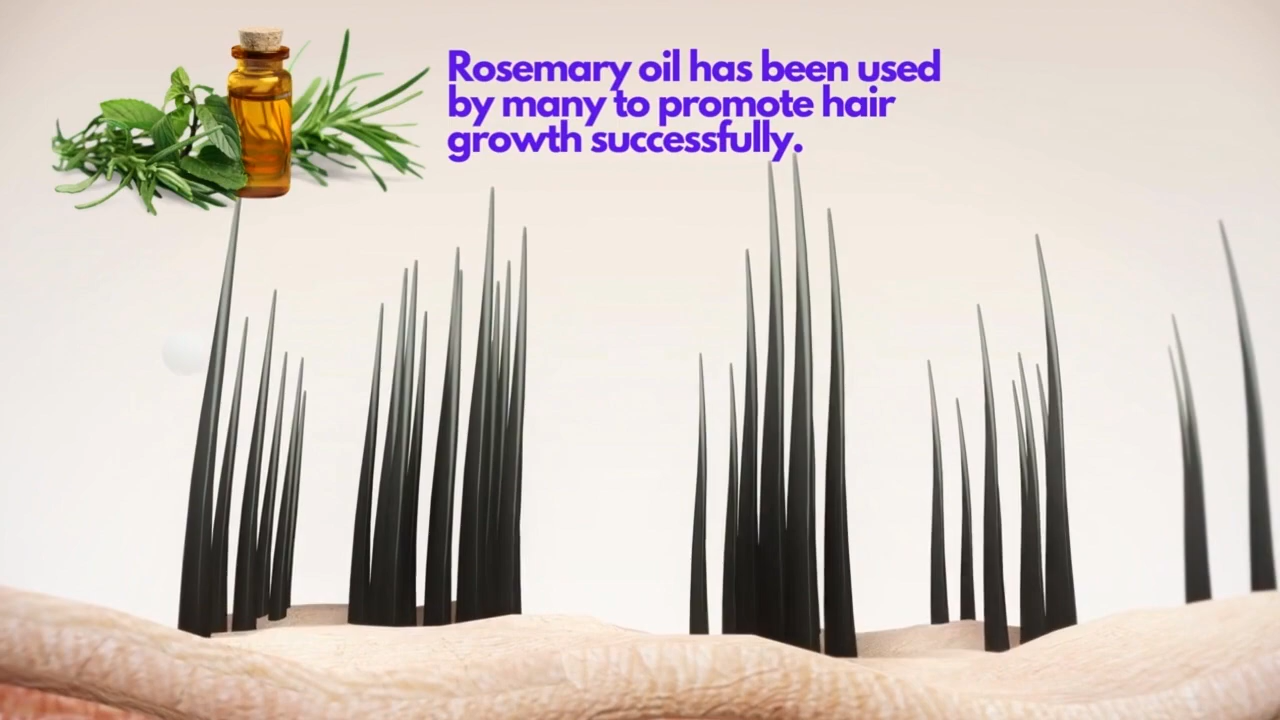 Rosemary oil has been used
by many to promote hair
growth successfully.